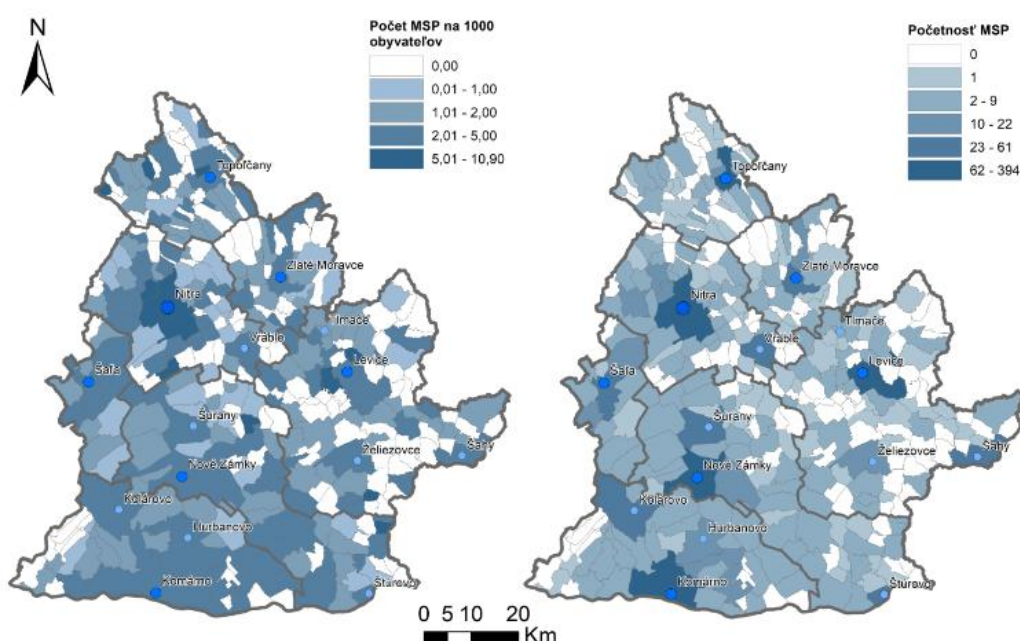 N
Počet MSP na 1000
obyvateľov
0,00
0,01 - 1,00
1,01 - 2,00
2,01 - 5,00
5,01 - 10,90
Topoľčany
Zlaté Moravce
Nitra
Tlmače
Vráble
Levice
Šaľa
Šurany
Želiezovce
Šahy
Nové Zámky
Kolárovo
Hurbanovo
Komárno
Štúrovo
Početnosť MSP
0
1
2 - 9
10 - 22
23 - 61
62 - 394
Topoľčany
Zlaté Moravce
Nitra
Tlmače
Vráble
Levice
Šaľa
Šurany
Želiezovce
Šahy
Nové Zámky
Kolárovo
Hurbanovo
Komárno
Štúrovo
0 5 10 20
Km